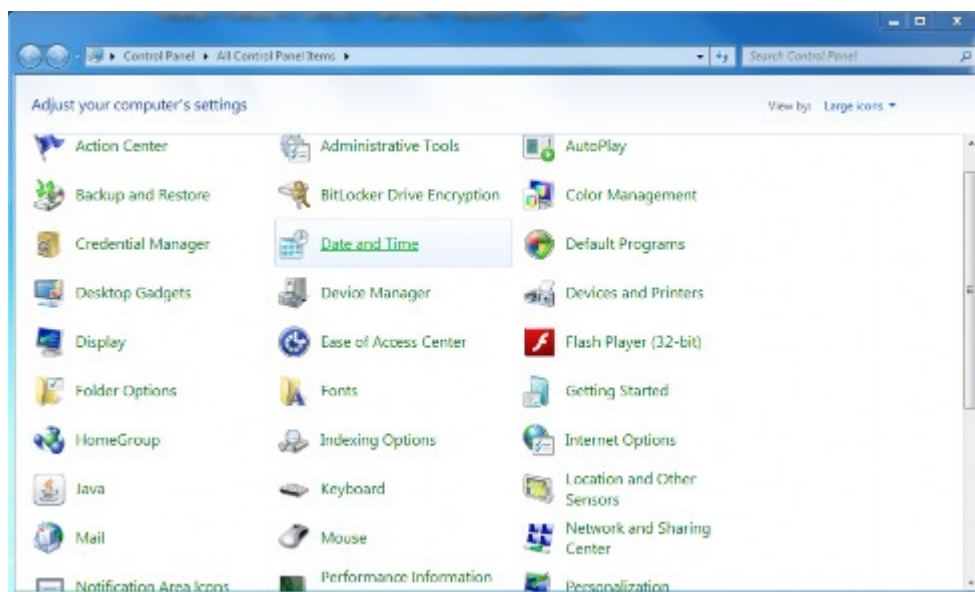 Control Panel All Control Panel Items
Search Control Panel
Adjust your computer's settings
View by: Large icons
Action Center
Administrative Tools
AutoPlay
Backup and Restore
BitLocker Drive Encryption
Color Management
Credential Manager
Date and Time
Default Programs
Desktop Gadgets
Device Manager
Devices and Printers
Display
Ease of Access Center
Flash Player (32-bit)
Folder Options
Fonts
Getting Started
HomeGroup
Indexing Options
Internet Options
Java
Keyboard
Location and Other
Sensors
Mail
Mouse
Network and Sharing
Center
Notification Area Icons
Performance Information
Personalization